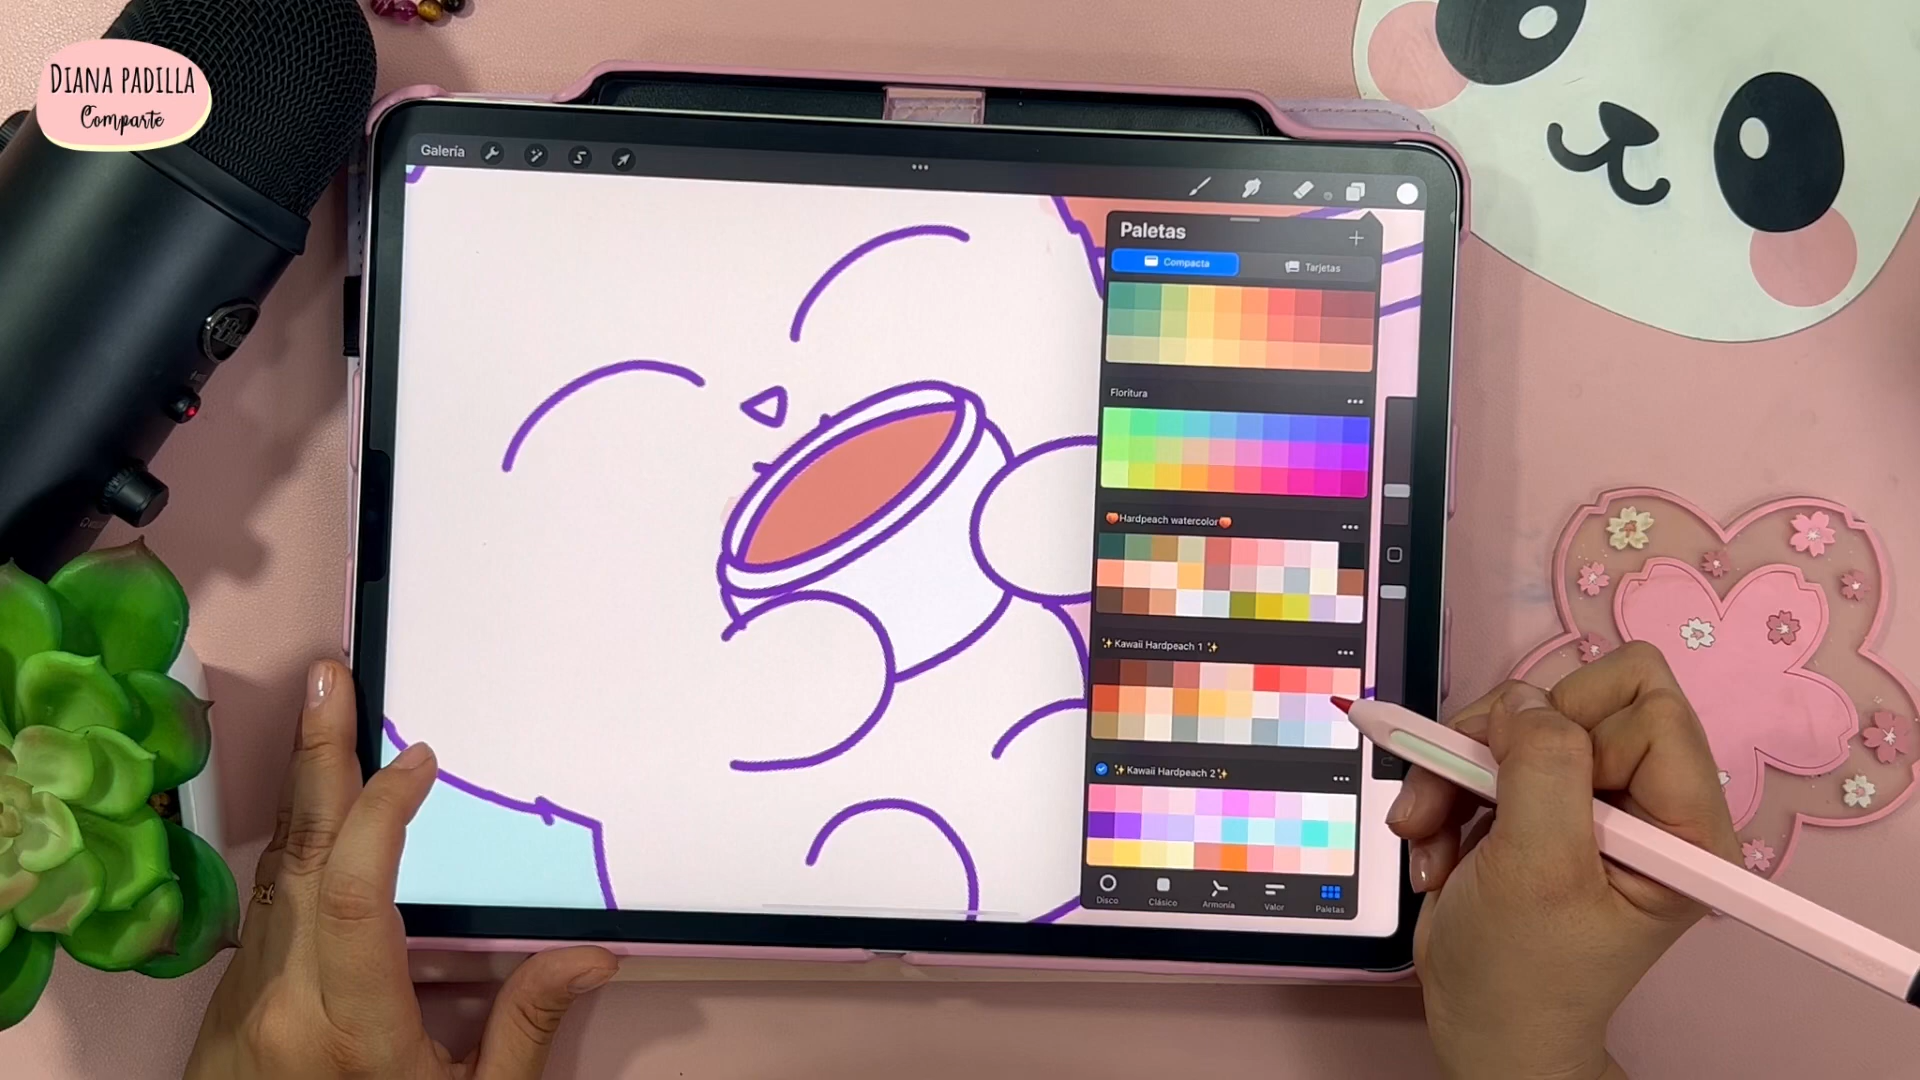 DIANA PADILLA
Comparte
Galería
Paletas
Compacta
Tarjetas
Floritura
🍑Hardpeach watercolor🍑
✨Kawaii Hardpeach 1✨
✨Kawaii Hardpeach 2✨
Disco
Clásico
Armonía
Valor
Paletas